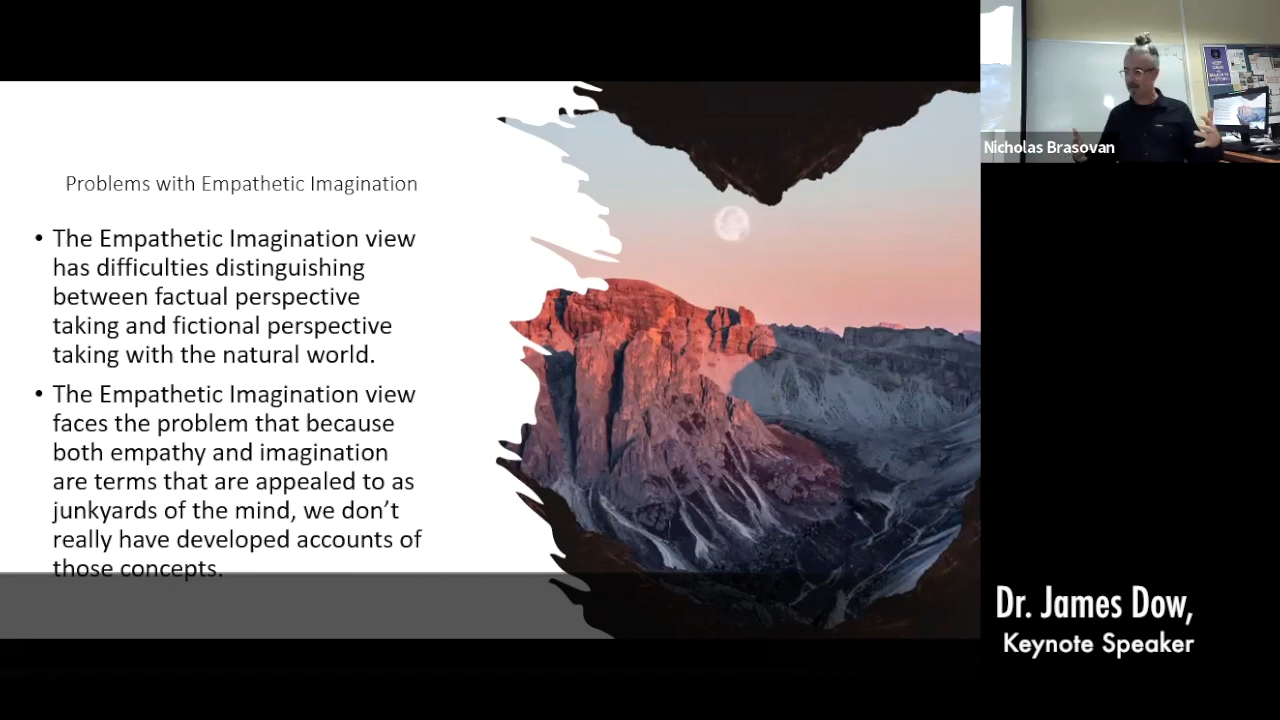 Problems with Empathetic Imagination
• The Empathetic Imagination view
has difficulties distinguishing
between factual perspective
taking and fictional perspective
taking with the natural world.
• The Empathetic Imagination view
faces the problem that because
both empathy and imagination
are terms that are appealed to as
junkyards of the mind, we don’t
really have developed accounts of
those concepts.
Nicholas Brasovan
Dr. James Dow,
Keynote Speaker